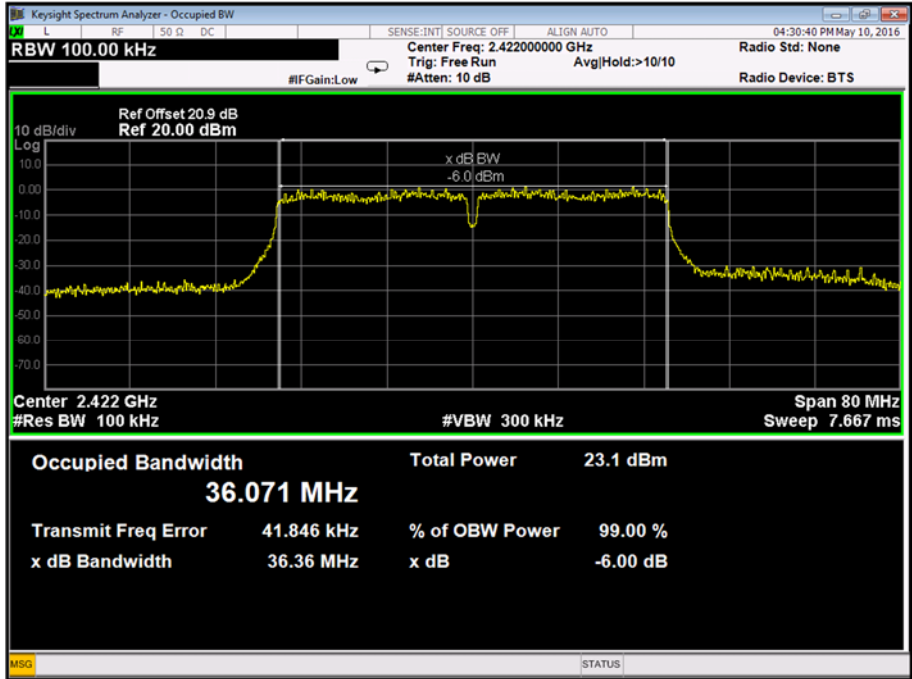 Keysight Spectrum Analyzer - Occupied BW
LXI L RF 50 Ω DC SENSE:INT SOURCE OFF ALIGN AUTO 04:30:40 PM May 10, 2016
RBW 100.00 kHz Center Freq: 2.422000000 GHz Radio Std: None
Trig: Free Run Avg|Hold:>10/10
#IFGain:Low #Atten: 10 dB Radio Device: BTS
Ref Offset 20.9 dB
10 dB/div Ref 20.00 dBm
Log
10.0
x dB BW
-6.0 dBm
0.00
-10.0
-20.0
-30.0
-40.0
-50.0
-60.0
-70.0
Center 2.422 GHz Span 80 MHz
#Res BW 100 kHz #VBW 300 kHz Sweep 7.667 ms
Occupied Bandwidth Total Power 23.1 dBm
36.071 MHz
Transmit Freq Error 41.846 kHz % of OBW Power 99.00 %
x dB Bandwidth 36.36 MHz x dB -6.00 dB
MSG STATUS